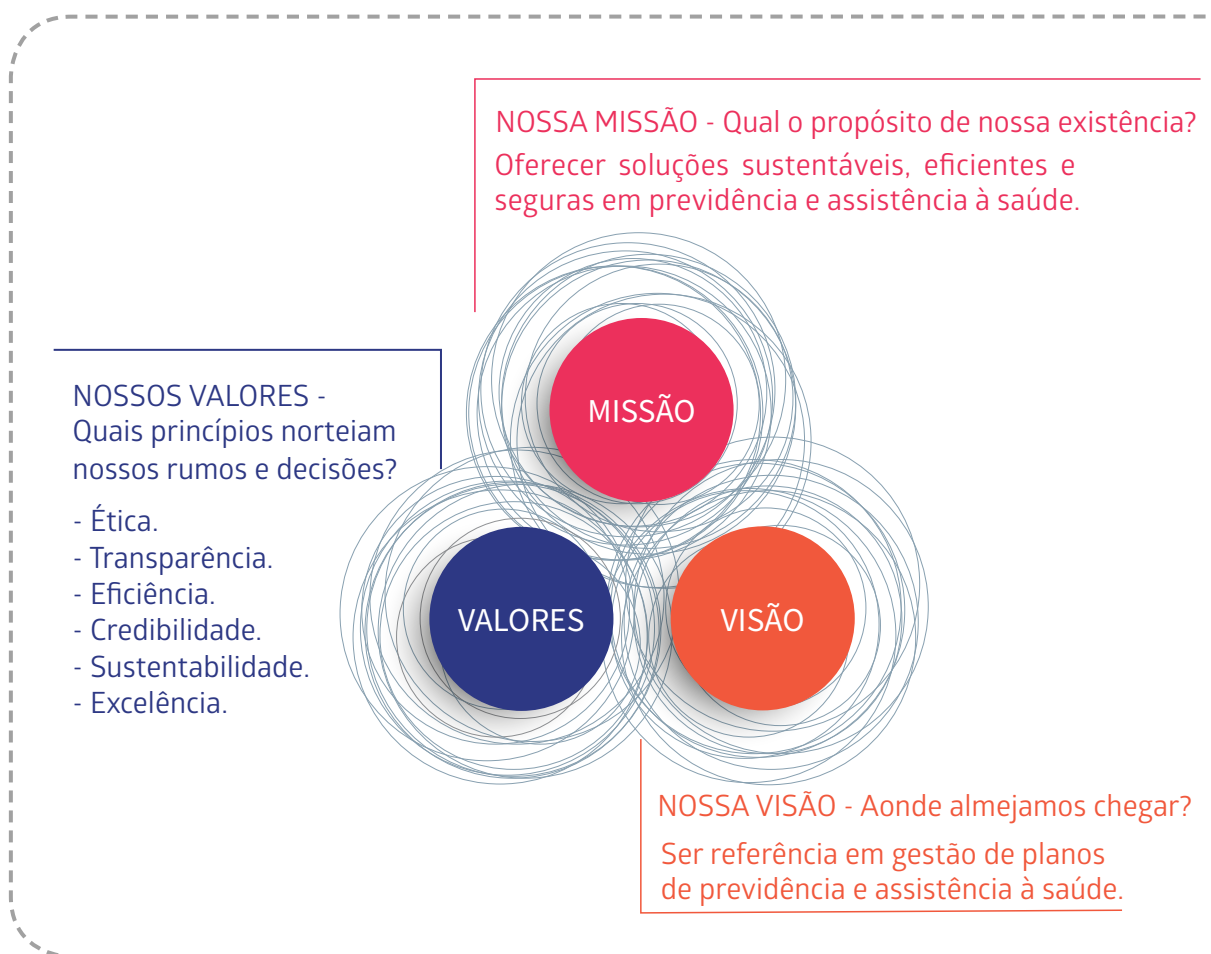 NOSSA MISSÃO - Qual o propósito de nossa existência?
Oferecer soluções sustentáveis, eficientes e
seguras em previdência e assistência à saúde.
MISSÃO
NOSSOS VALORES -
Quais princípios norteiam
nossos rumos e decisões?
- Ética.
- Transparência.
- Eficiência.
- Credibilidade.
- Sustentabilidade.
- Excelência.
VALORES
VISÃO
NOSSA VISÃO - Aonde almejamos chegar?
Ser referência em gestão de planos
de previdência e assistência à saúde.